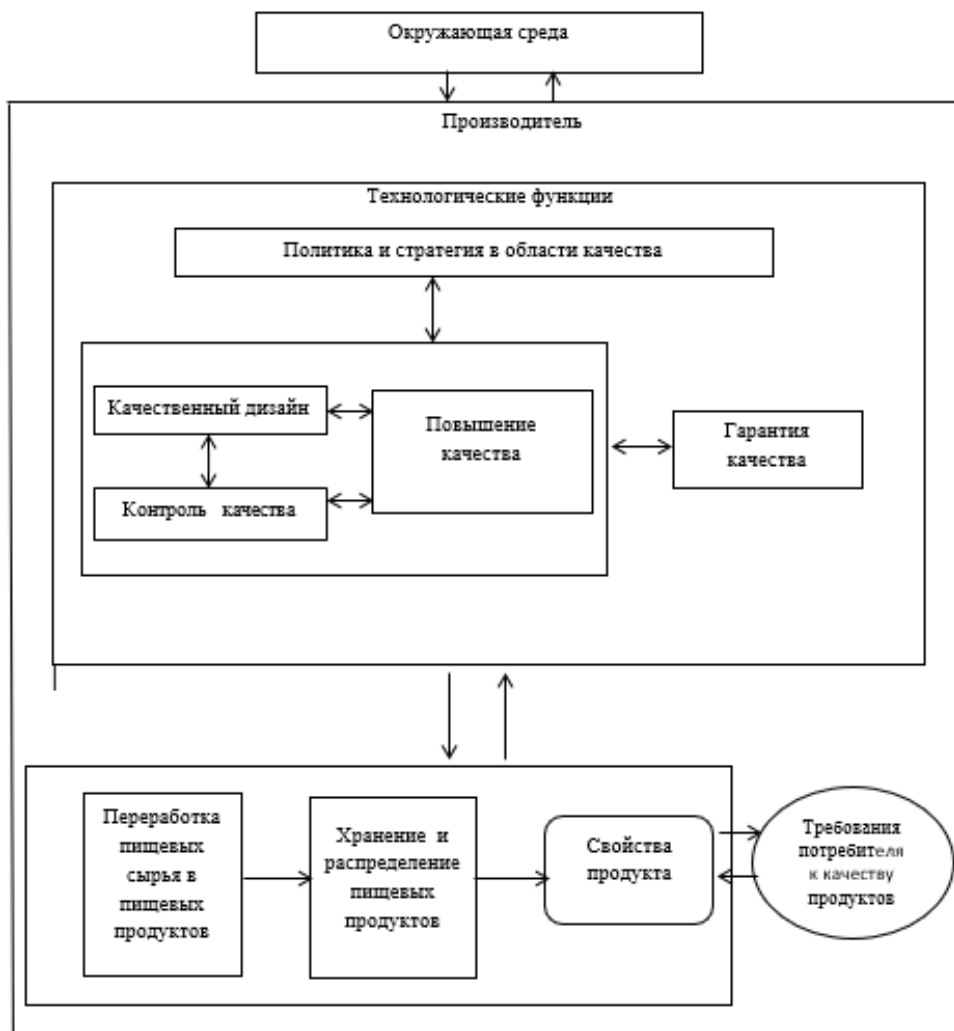 Окружающая среда
Производитель
Технологические функции
Политика и стратегия в области качества
Качественный дизайн
Повышение
качества
Контроль качества
Гарантия
качества
Переработка
пищевых
сырья в
пищевых
продуктов
Хранение и
распределение
пищевых
продуктов
Свойства
продукта
Требования
потребителя
к качеству
продуктов